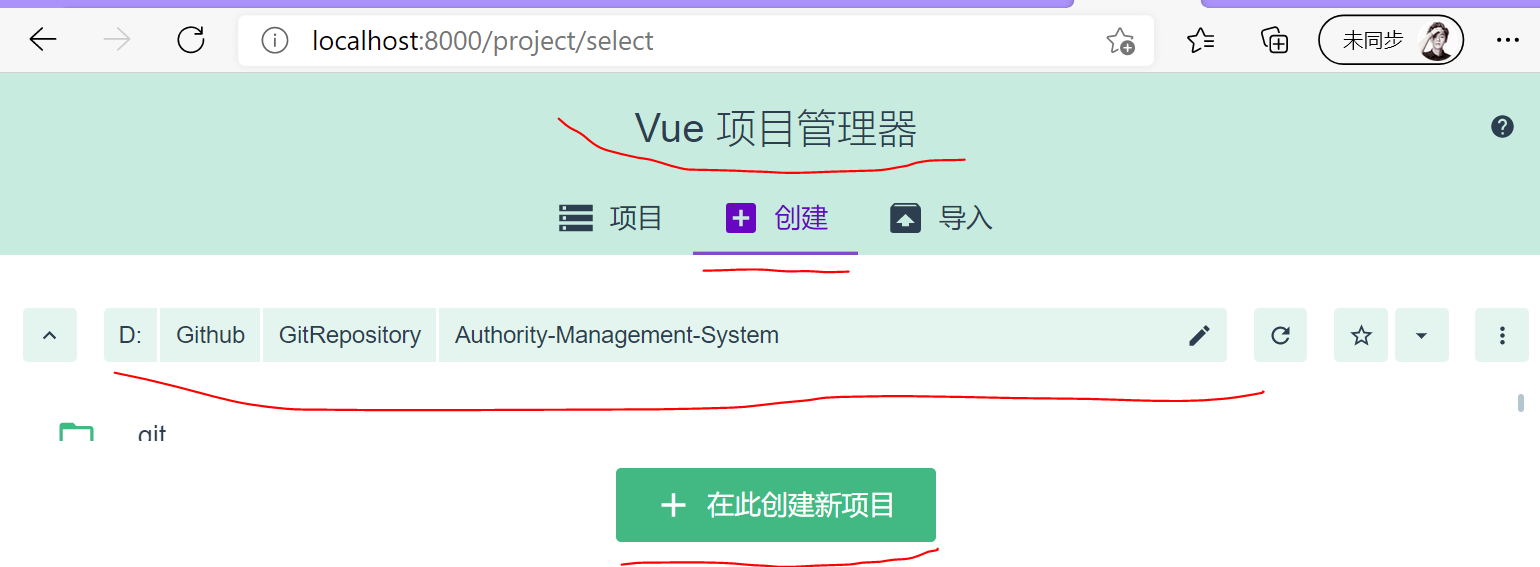 localhost:8000/project/select
未同步
Vue 项目管理器
项目 创建 导入
D: Github GitRepository Authority-Management-System
git
在此创建新项目